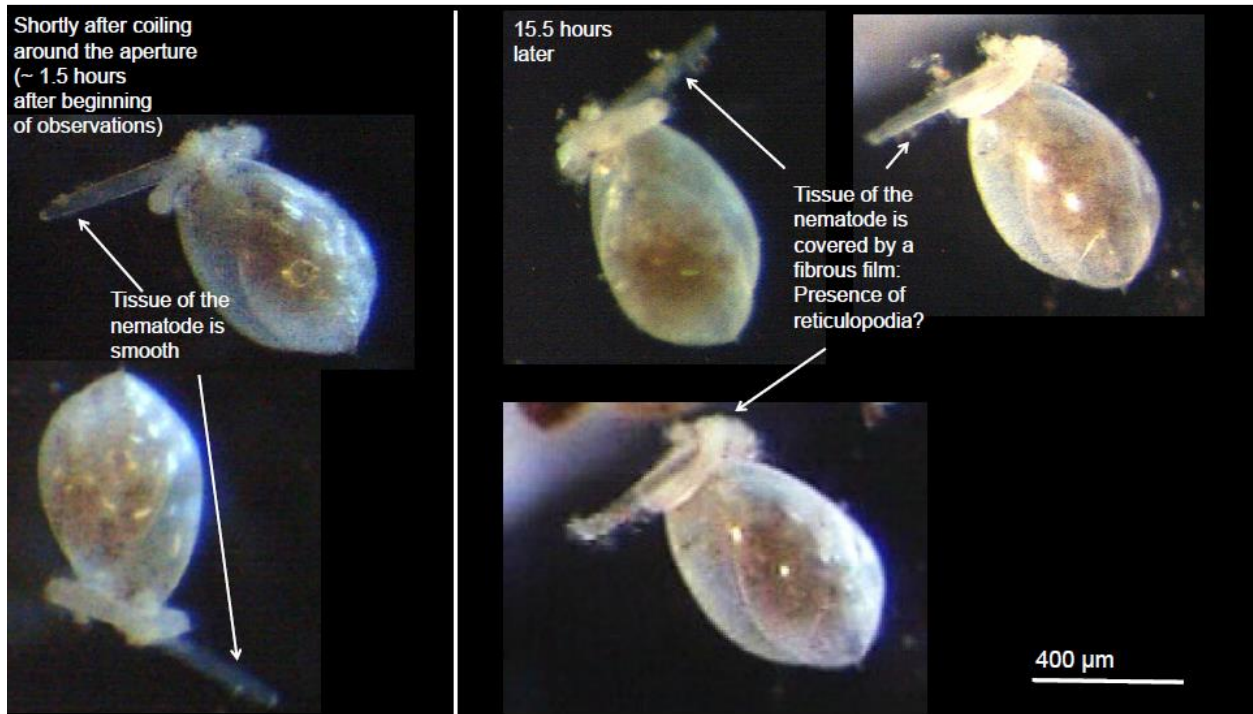 Shortly after coiling
around the aperture
(~ 1.5 hours
after beginning
of observations)
Tissue of the
nematode is
smooth
15.5 hours
later
Tissue of the
nematode is
covered by a
fibrous film:
Presence of
reticulopodia?
400 µm